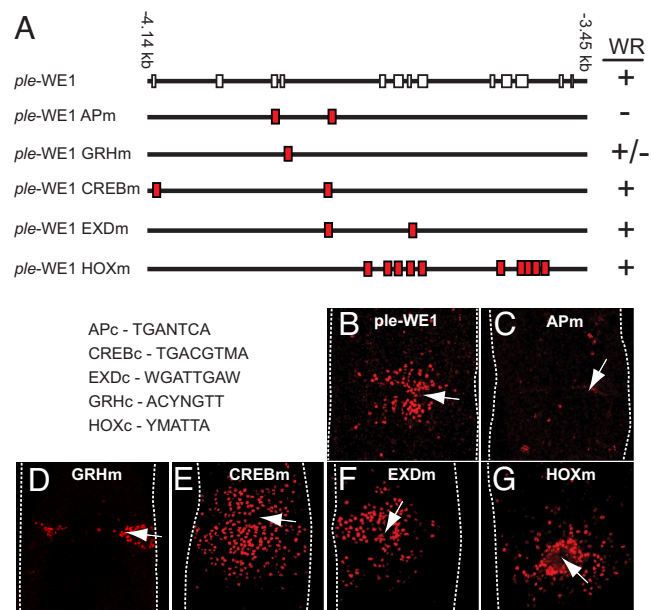 A
-4.14 kb
-3.45 kb
WR
ple-WE1
+
ple-WE1 APm
-
ple-WE1 GRHm
+/-
ple-WE1 CREBm
+
ple-WE1 EXDm
+
ple-WE1 HOXm
+
APc - TGANTCA
CREBc - TGACGTMA
EXDc - WGATTGAW
GRHc - ACYNGTT
HOXc - YMATTA
B ple-WE1
C APm
D GRHm
E CREBm
F EXDm
G HOXm